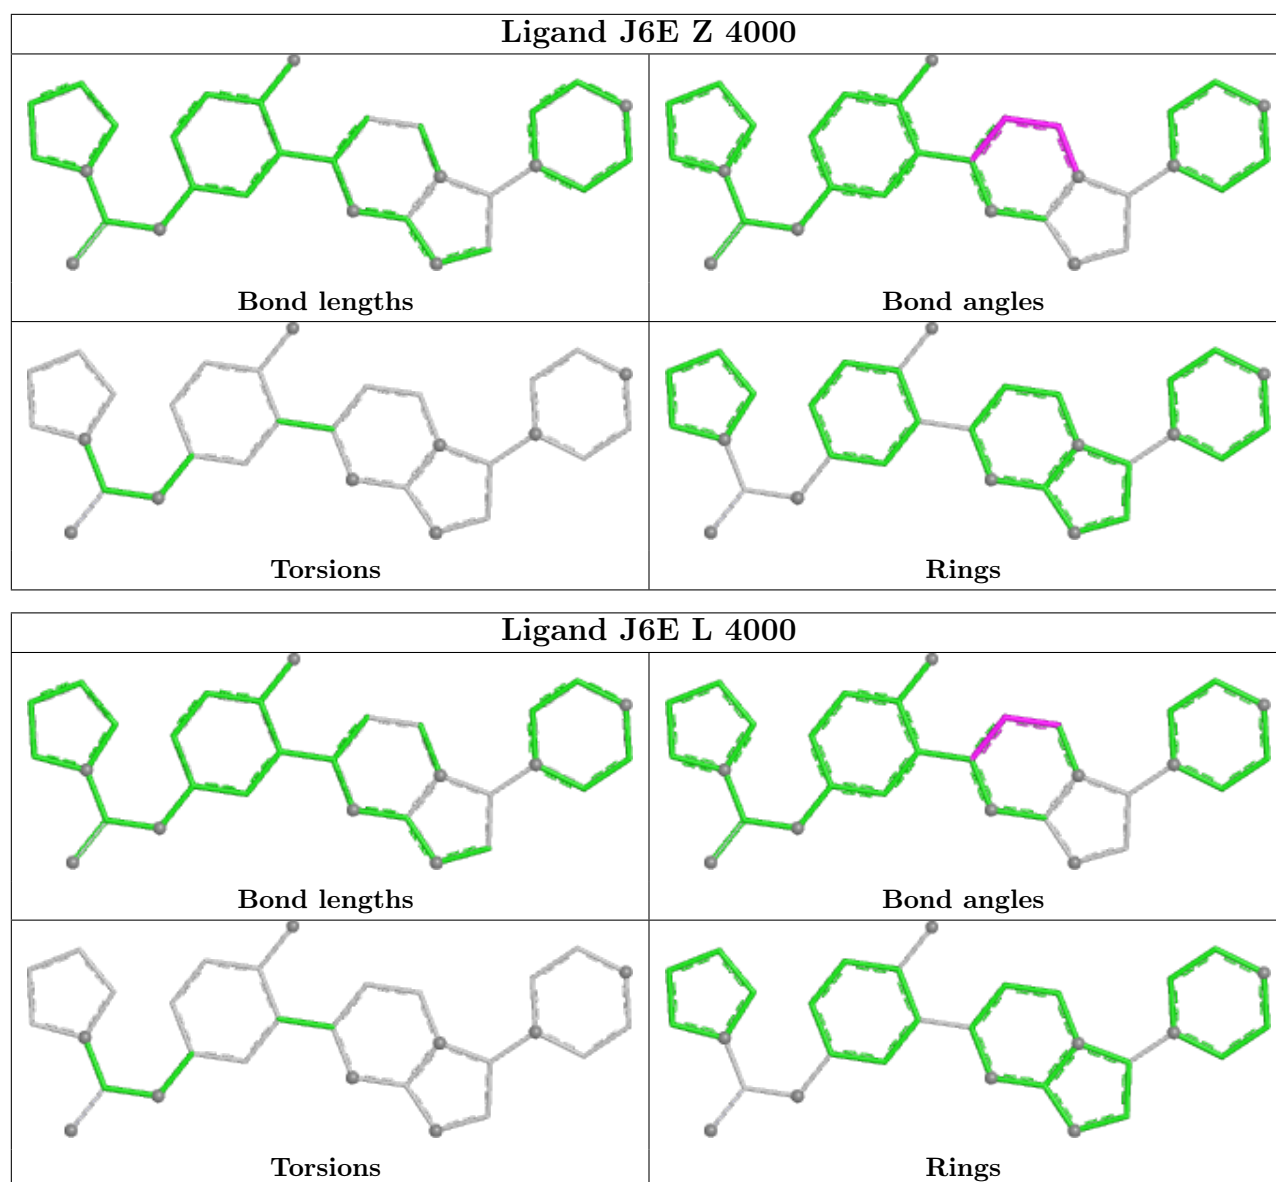 Ligand J6E Z 4000
Bond lengths
Bond angles
Torsions
Rings
Ligand J6E L 4000
Bond lengths
Bond angles
Torsions
Rings